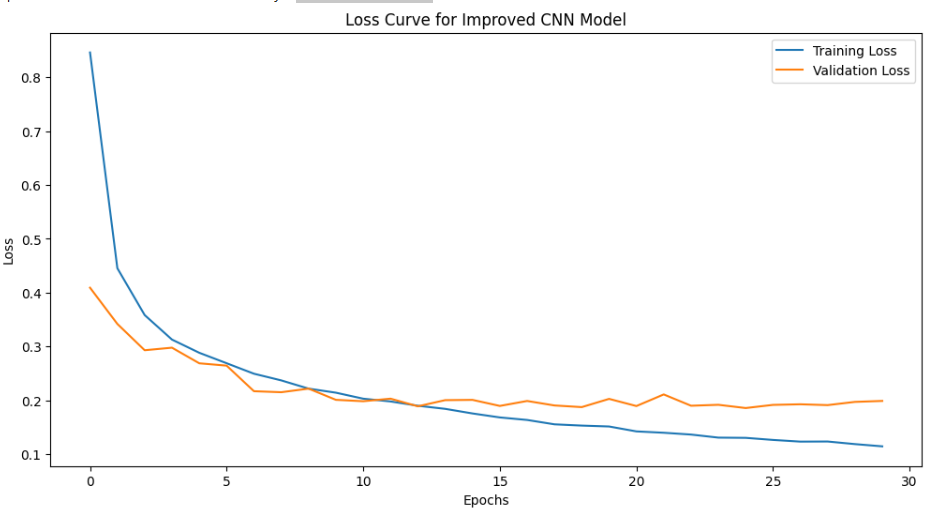 Loss Curve for Improved CNN Model
Training Loss
Validation Loss
0.8
0.7
0.6
0.5
0.4
0.3
0.2
0.1
Loss
0 5 10 15 20 25 30
Epochs